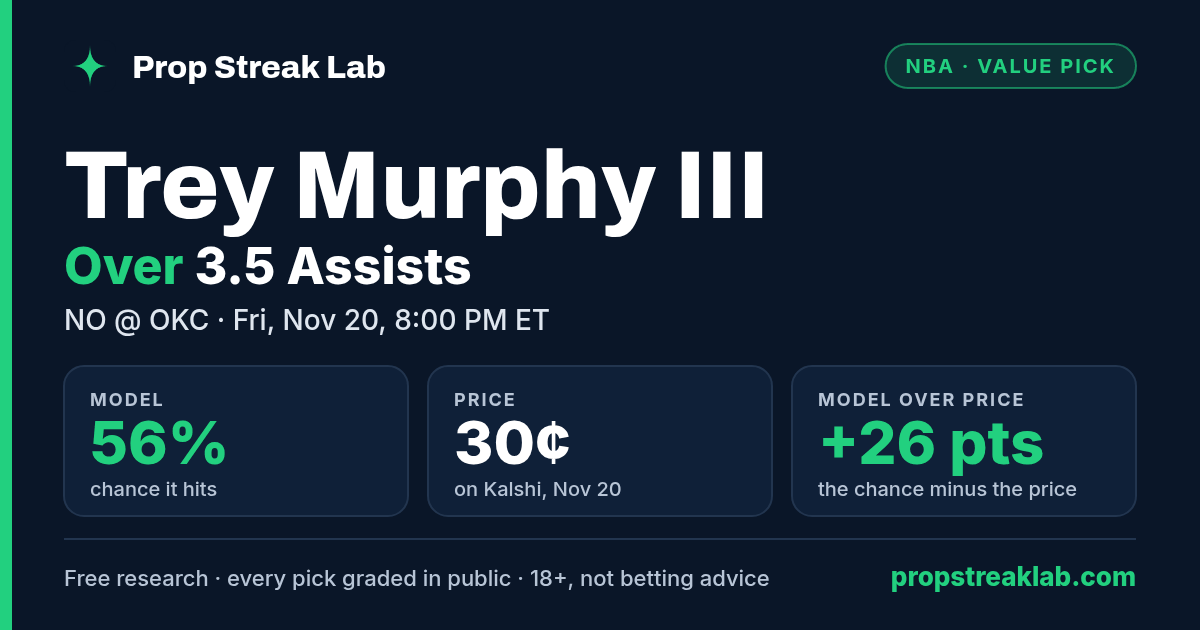 Prop Streak Lab
NBA · VALUE PICK
Trey Murphy III
Over 3.5 Assists
NO @ OKC · Fri, Nov 20, 8:00 PM ET
MODEL
56%
chance it hits
PRICE
30¢
on Kalshi, Nov 20
MODEL OVER PRICE
+26 pts
the chance minus the price
Free research · every pick graded in public · 18+, not betting advice
propstreaklab.com